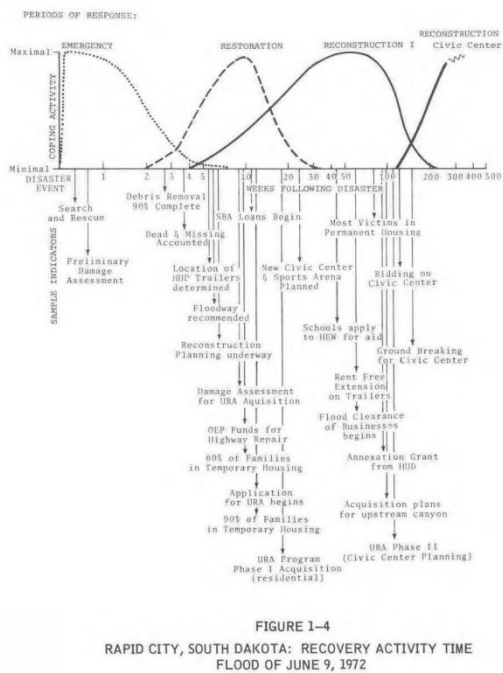 PERIODS OF RESPONSE:
RECONSTRUCTION II
Civic Center
EMERGENCY
RESTORATION
RECONSTRUCTION I
Maximal
COPING ACTIVITY
Minimal
DISASTER EVENT
1 2 3 4 5 10 20 30 40 50 100 200 300 400 500
WEEKS FOLLOWING DISASTER
SAMPLE INDICATORS
Search
and Rescue
Preliminary
Damage
Assessment
Debris Removal
90% Complete
Dead & Missing
Accounted
SBA Loans Begin
Location of
HUD Trailers
determined
Floodway
recommended
Reconstruction
Planning underway
Damage Assessment
for URA Aquisition
OEP Funds for
Highway Repair
60% of Families
in Temporary Housing
Application
for URA begins
90% of Families
in Temporary Housing
URA Program
Phase I Acquisition
(residential)
New Civic Center
& Sports Arena
Planned
Most Victims in
Permanent Housing
Bidding on
Civic Center
Schools apply
to HEW for aid
Ground Breaking
for Civic Center
Rent Free
Extension
on Trailers
Flood Clearance
of Businesses
begins
Annexation Grant
from HUD
Acquisition plans
for upstream canyon
URA Phase II
(Civic Center Planning)
FIGURE 1-4
RAPID CITY, SOUTH DAKOTA: RECOVERY ACTIVITY TIME
FLOOD OF JUNE 9, 1972